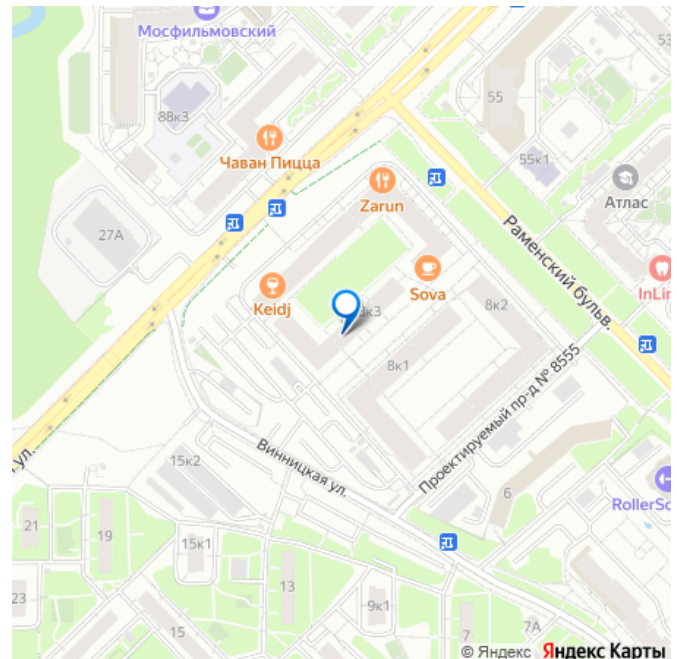 Мосфильмовский
53
88к3
55
Чаван Пицца
55к1
Атлас
Zarun
27А
Раменский бульв.
InLin
Keidj
Sova
8к2
8к3
8к1
Проектируемый пр-д № 8555
ул.
Винницкая ул.
15к2
6
RollerSc
21
19
15к1
13
23
9к1
15
7
7А
© Яндекс Яндекс Карты